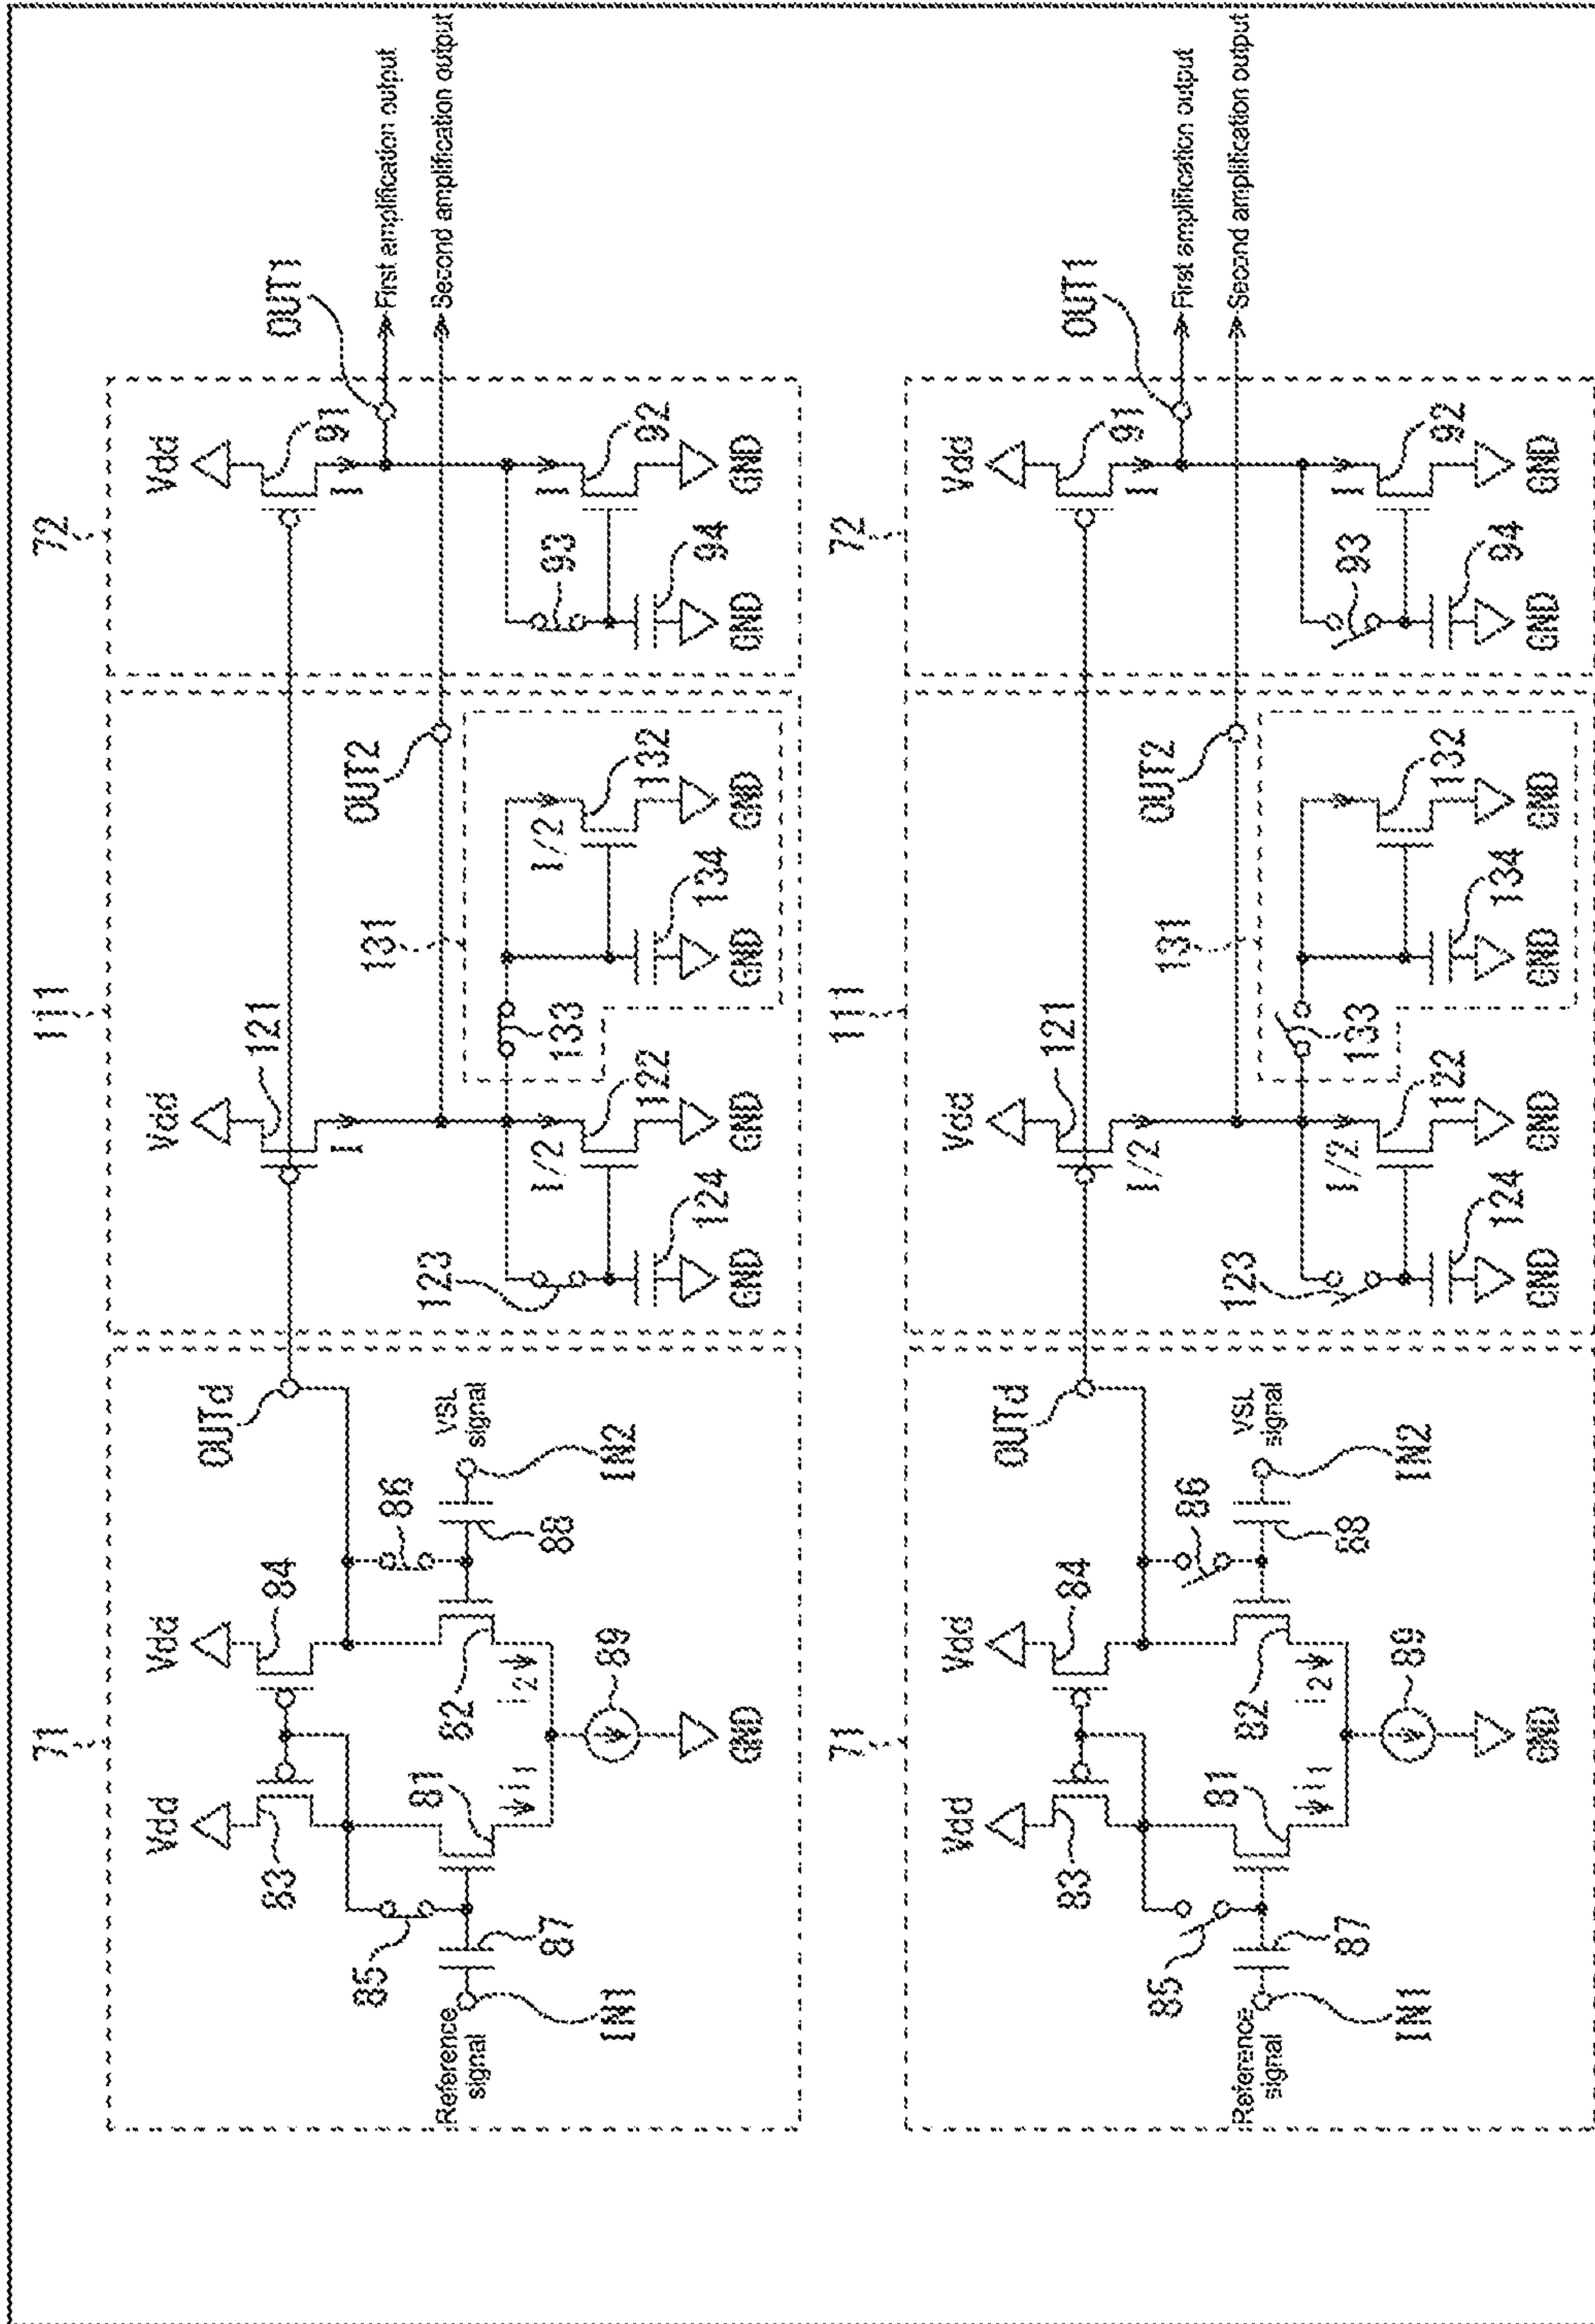 71
Vdd
Vdd
83
84
OUTd
85
86
Reference
signal
VSL
signal
81
82
87
88
i1
i2
IN1
IN2
89
GND
111
Vdd
121
I
OUT2
131
123
I/2
I/2
133
122
132
124
134
GND
GND
GND
GND
72
Vdd
91
I
OUT1
First amplification output
Second amplification output
93
I
92
94
GND
GND
71
Vdd
Vdd
83
84
OUTd
85
86
Reference
signal
VSL
signal
81
82
87
88
i1
i2
IN1
IN2
89
GND
111
Vdd
121
I/2
OUT2
131
123
I/2
133
122
132
124
134
GND
GND
GND
GND
72
Vdd
91
I
OUT1
First amplification output
Second amplification output
93
I
92
94
GND
GND